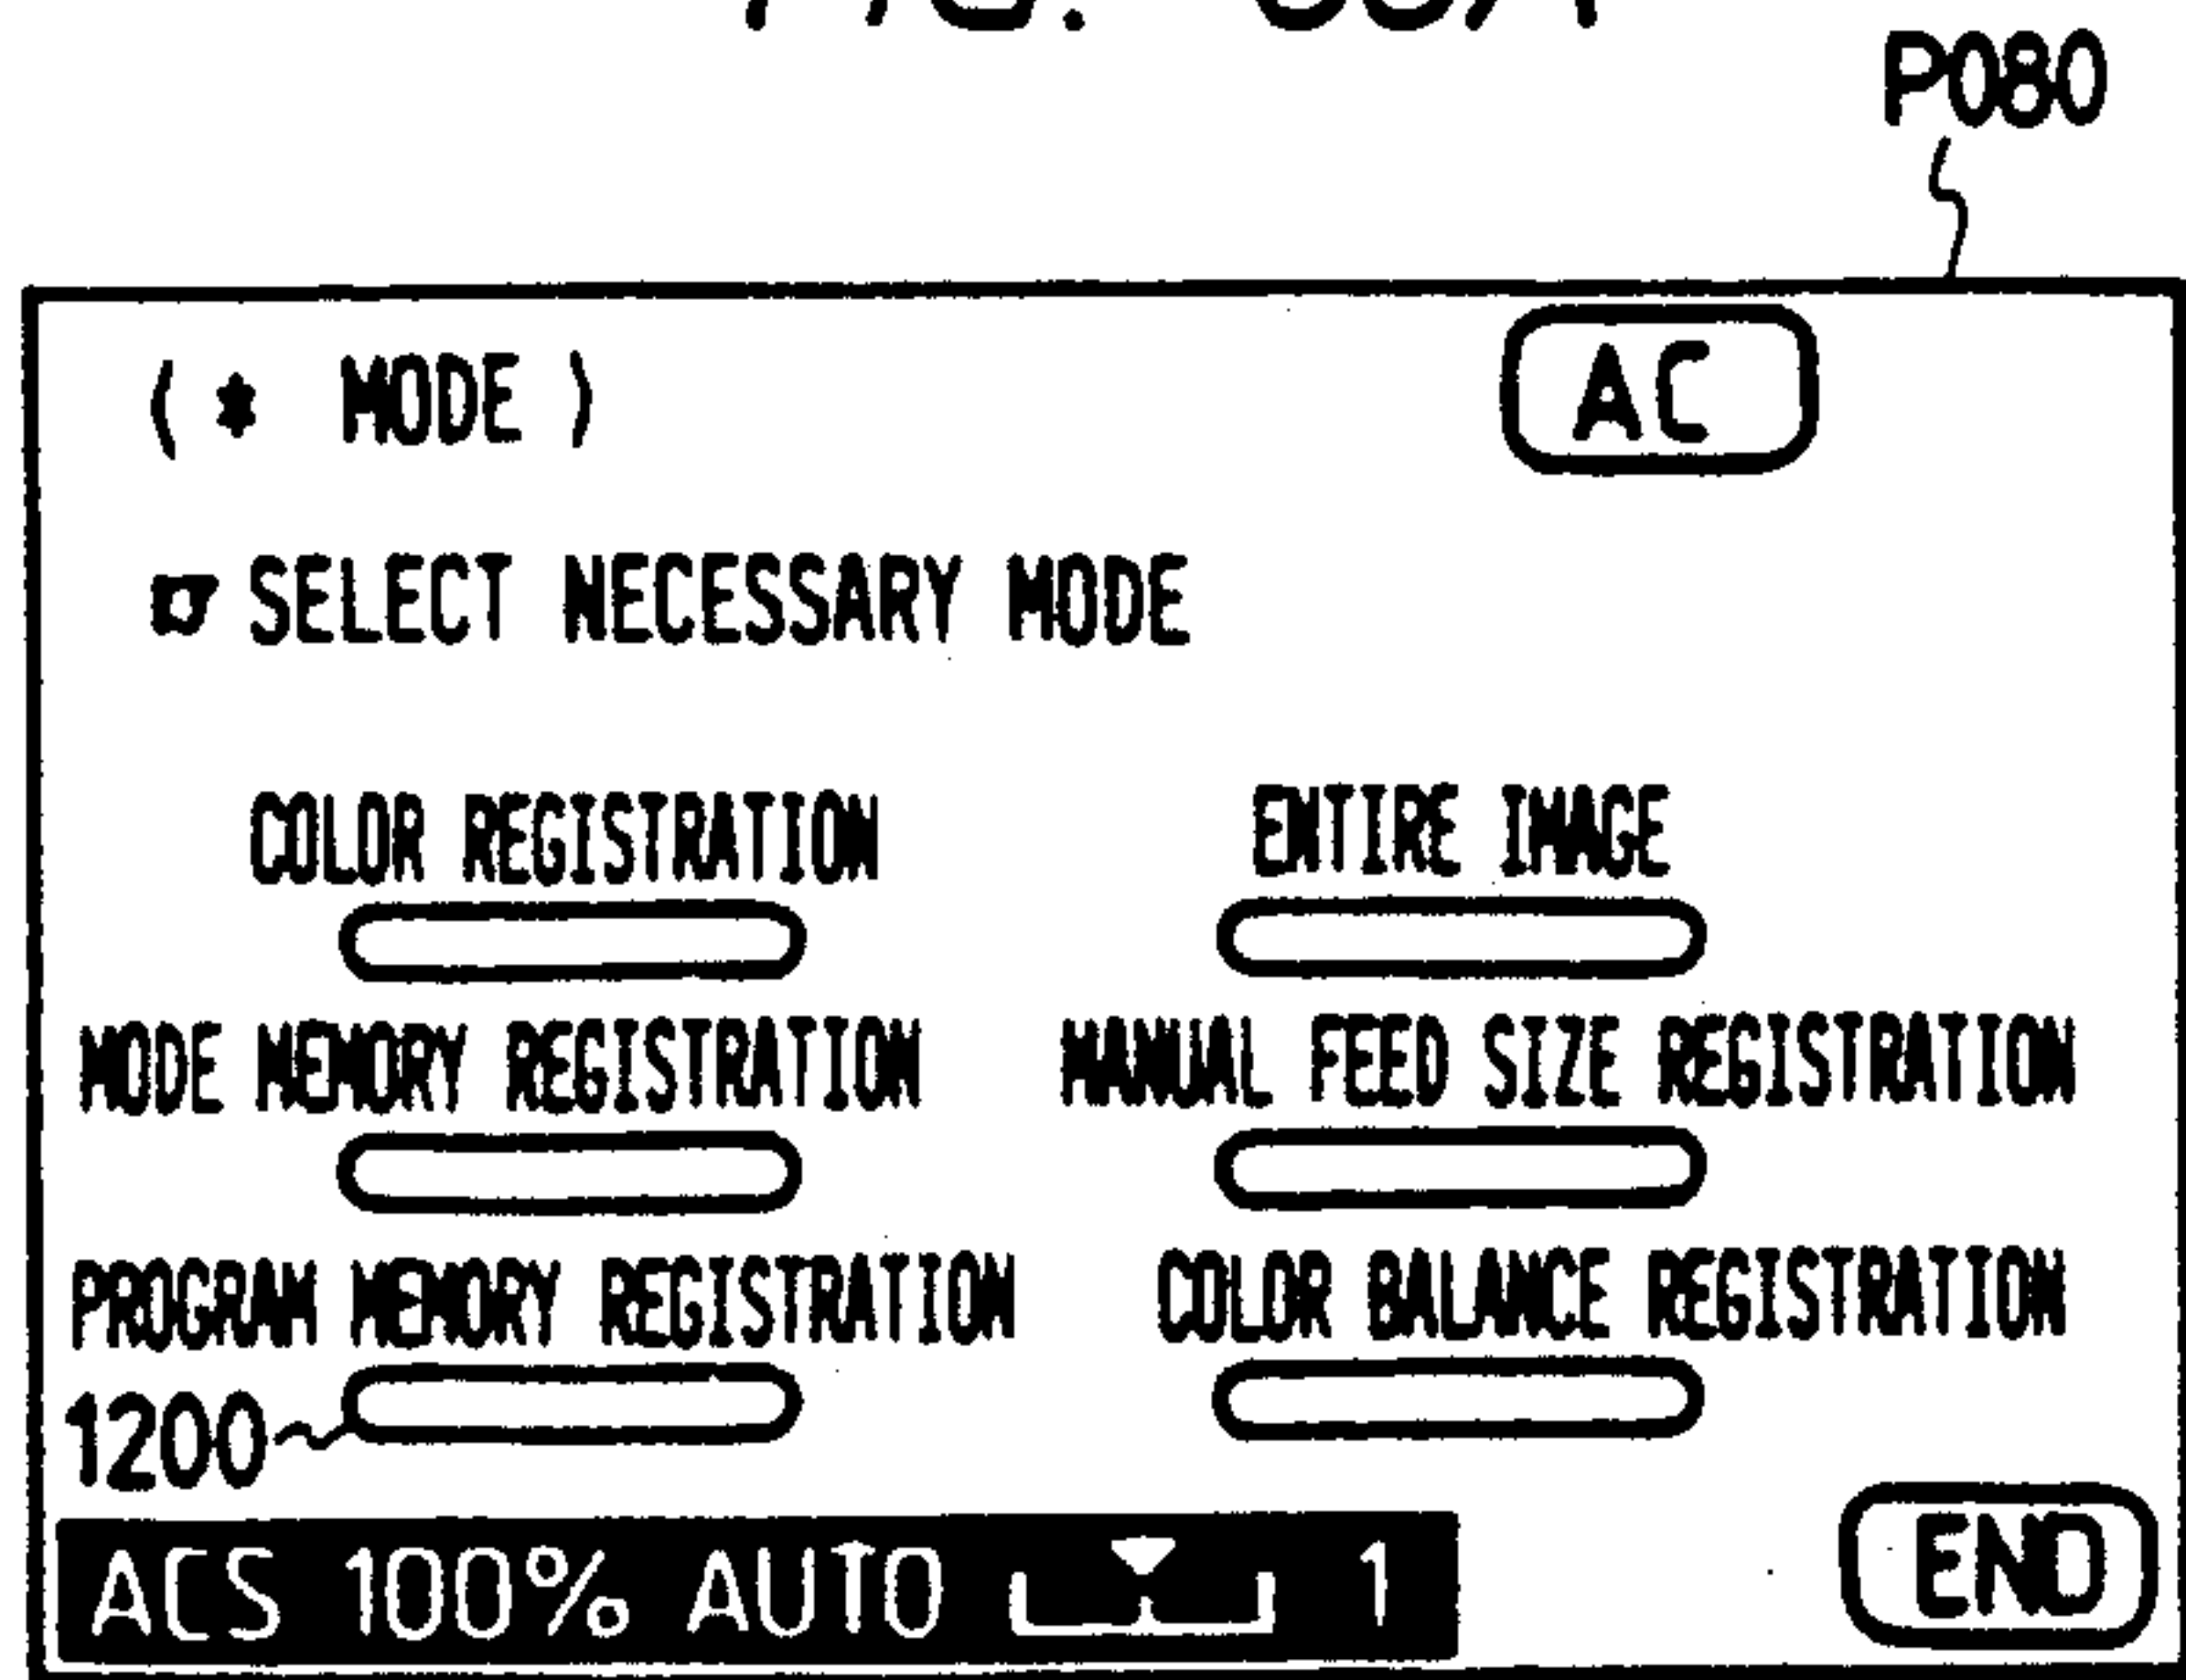 P080
( * MODE ) AC
SELECT NECESSARY MODE
COLOR REGISTRATION ENTIRE IMAGE
MODE MEMORY REGISTRATION MANUAL FEED SIZE REGISTRATION
PROGRAM MEMORY REGISTRATION COLOR BALANCE REGISTRATION
1200
ACS 100% AUTO 1 END